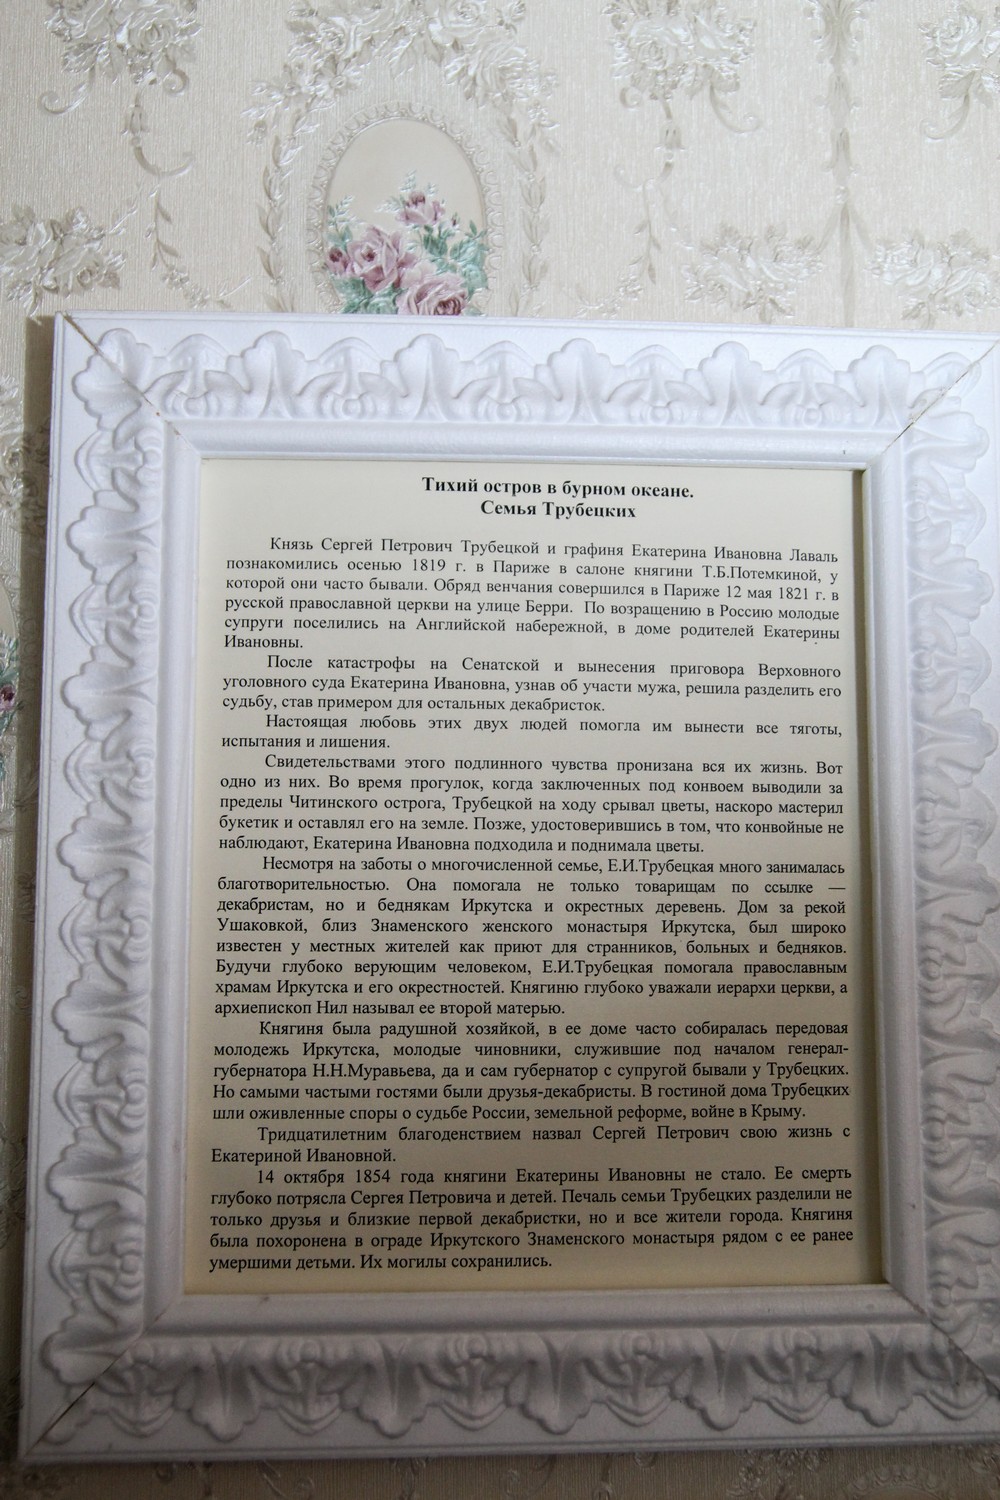 Тихий остров в бурном океане.
Семья Трубецких
Князь Сергей Петрович Трубецкой и графиня Екатерина Ивановна Лаваль
познакомились осенью 1819 г. в Париже в салоне княгини Т.Б.Потемкиной, у
которой они часто бывали. Обряд венчания совершился в Париже 12 мая 1821 г. в
русской православной церкви на улице Берри. По возращению в Россию молодые
супруги поселились на Английской набережной, в доме родителей Екатерины
Ивановны.
После катастрофы на Сенатской и вынесения приговора Верховного
уголовного суда Екатерина Ивановна, узнав об участи мужа, решила разделить его
судьбу, став примером для остальных декабристок.
Настоящая любовь этих двух людей помогла им вынести все тяготы,
испытания и лишения.
Свидетельствами этого подлинного чувства пронизана вся их жизнь. Вот
одно из них. Во время прогулок, когда заключенных под конвоем выводили за
пределы Читинского острога, Трубецкой на ходу срывал цветы, наскоро мастерил
букетик и оставлял его на земле. Позже, удостоверившись в том, что конвойные не
наблюдают, Екатерина Ивановна подходила и поднимала цветы.
Несмотря на заботы о многочисленной семье, Е.И.Трубецкая много занималась
благотворительностью. Она помогала не только товарищам по ссылке —
декабристам, но и беднякам Иркутска и окрестных деревень. Дом за рекой
Ушаковкой, близ Знаменского женского монастыря Иркутска, был широко
известен у местных жителей как приют для странников, больных и бедняков.
Будучи глубоко верующим человеком, Е.И.Трубецкая помогала православным
храмам Иркутска и его окрестностей. Княгиню глубоко уважали иерархи церкви, а
архиепископ Нил называл ее второй матерью.
Княгиня была радушной хозяйкой, в ее доме часто собиралась передовая
молодежь Иркутска, молодые чиновники, служившие под началом генерал-
губернатора Н.Н.Муравьева, да и сам губернатор с супругой бывали у Трубецких.
Но самыми частыми гостями были друзья-декабристы. В гостиной дома Трубецких
шли оживленные споры о судьбе России, земельной реформе, войне в Крыму.
Тридцатилетним благоденствием назвал Сергей Петрович свою жизнь с
Екатериной Ивановной.
14 октября 1854 года княгини Екатерины Ивановны не стало. Ее смерть
глубоко потрясла Сергея Петровича и детей. Печаль семьи Трубецких разделили не
только друзья и близкие первой декабристки, но и все жители города. Княгиня
была похоронена в ограде Иркутского Знаменского монастыря рядом с ее ранее
умершими детьми. Их могилы сохранились.